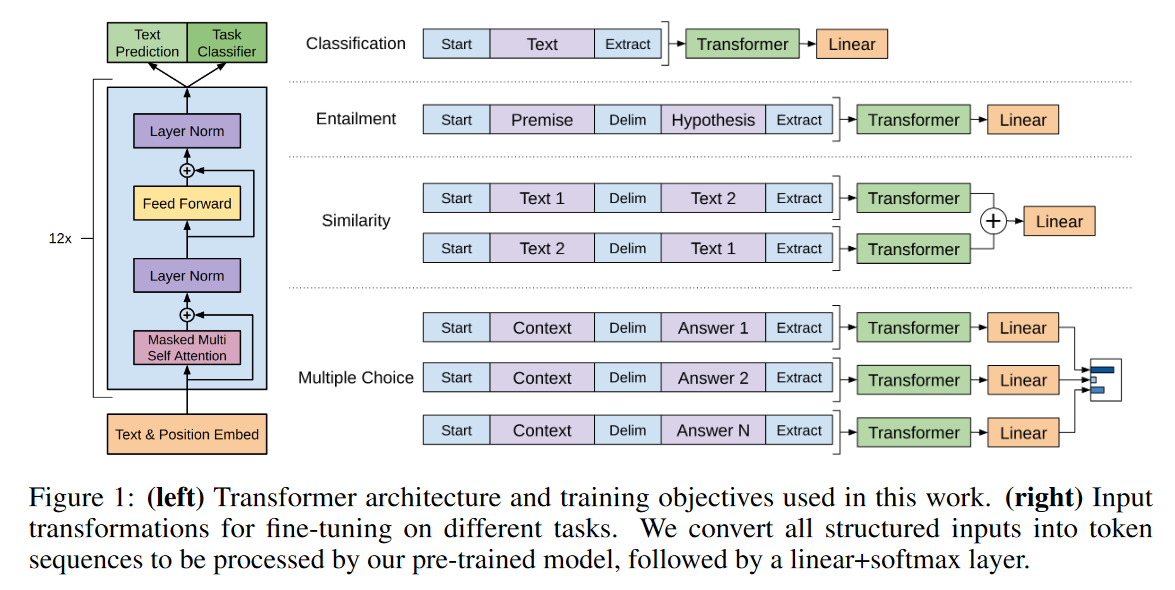 Text
Prediction
Task
Classifier
Layer Norm
Feed Forward
12x
Layer Norm
Masked Multi
Self Attention
Text & Position Embed
Classification
Start Text Extract Transformer Linear
Entailment
Start Premise Delim Hypothesis Extract Transformer Linear
Similarity
Start Text 1 Delim Text 2 Extract Transformer
+ Linear
Start Text 2 Delim Text 1 Extract Transformer
Multiple Choice
Start Context Delim Answer 1 Extract Transformer Linear
Start Context Delim Answer 2 Extract Transformer Linear
Start Context Delim Answer N Extract Transformer Linear
Figure 1: (left) Transformer architecture and training objectives used in this work. (right) Input
transformations for fine-tuning on different tasks. We convert all structured inputs into token
sequences to be processed by our pre-trained model, followed by a linear+softmax layer.